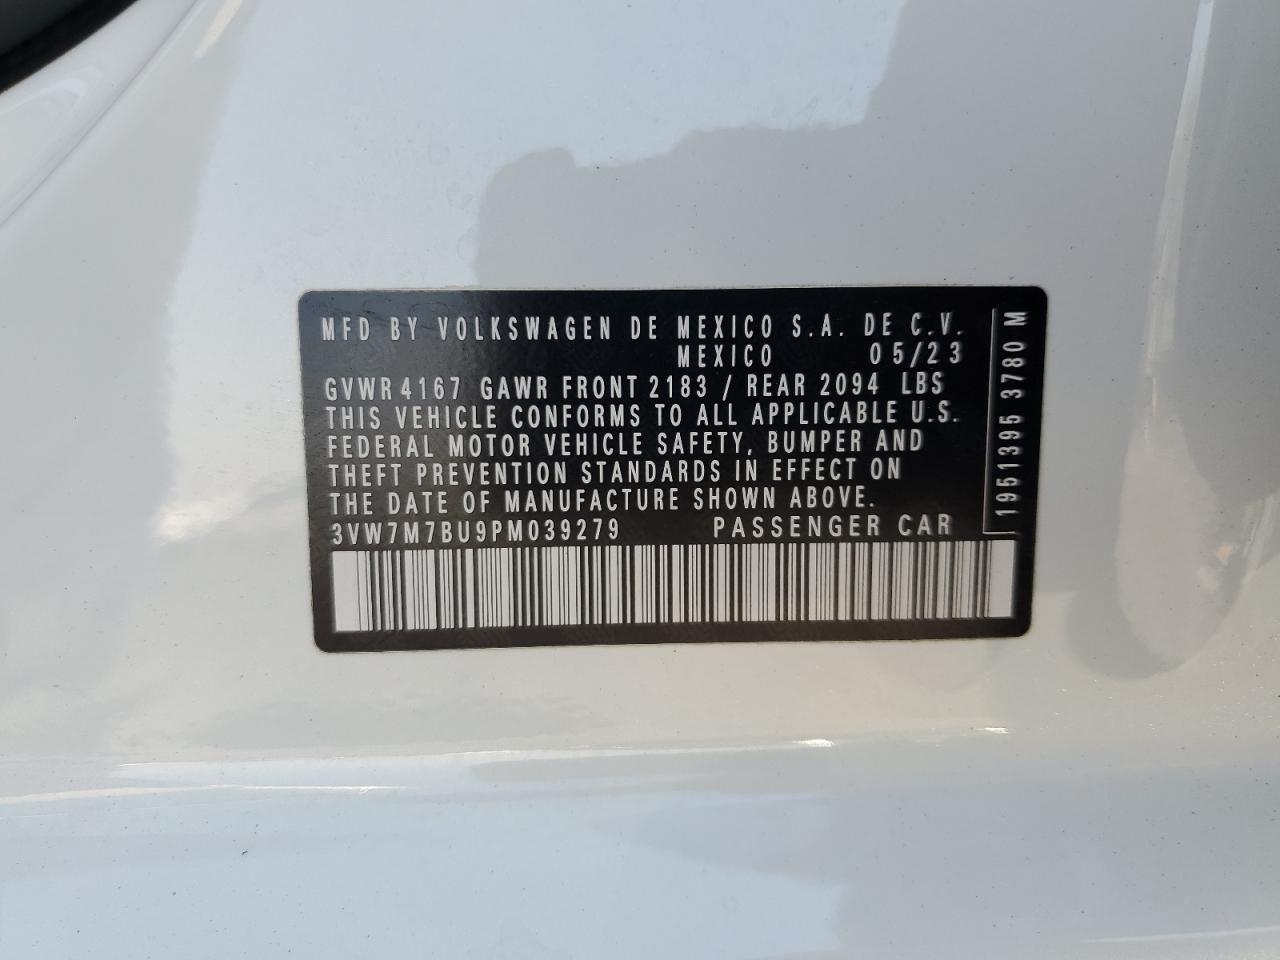 MFD BY VOLKSWAGEN DE MEXICO S.A. DE C.V.
MEXICO 05/23
GVWR 4167 GAWR FRONT 2183 / REAR 2094 LBS
THIS VEHICLE CONFORMS TO ALL APPLICABLE U.S.
FEDERAL MOTOR VEHICLE SAFETY, BUMPER AND
THEFT PREVENTION STANDARDS IN EFFECT ON
THE DATE OF MANUFACTURE SHOWN ABOVE.
3VW7M7BU9PM039279 PASSENGER CAR
1951395 3780 M